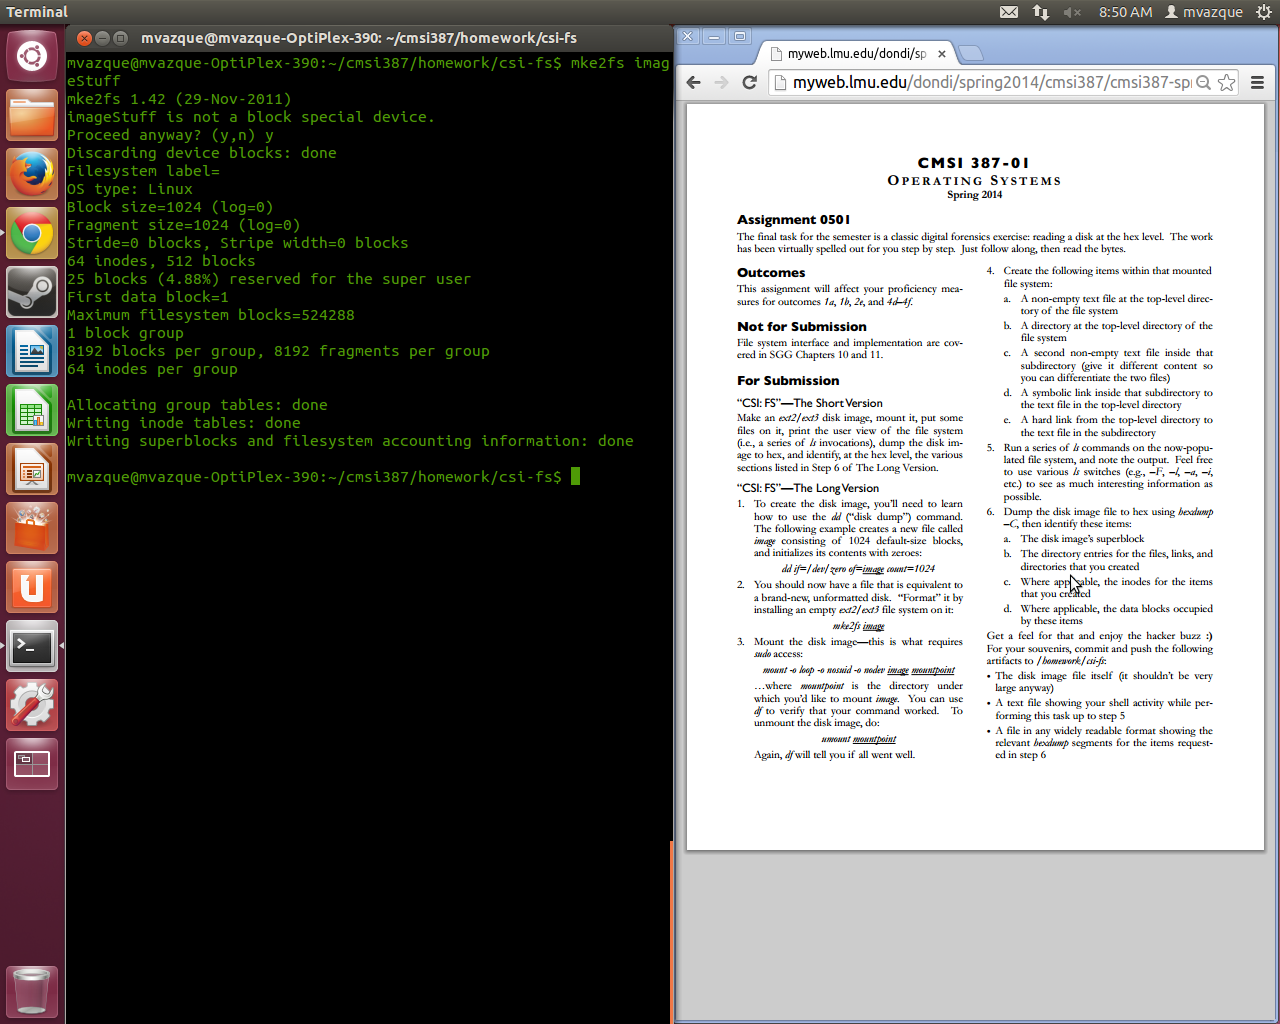 Terminal
8:50 AM
mvazque
mvazque@mvazque-OptiPlex-390: ~/cmsi387/homework/csi-fs
mvazque@mvazque-OptiPlex-390:~/cmsi387/homework/csi-fs$ mke2fs imag
eStuff
mke2fs 1.42 (29-Nov-2011)
imageStuff is not a block special device.
Proceed anyway? (y,n) y
Discarding device blocks: done
Filesystem label=
OS type: Linux
Block size=1024 (log=0)
Fragment size=1024 (log=0)
Stride=0 blocks, Stripe width=0 blocks
64 inodes, 512 blocks
25 blocks (4.88%) reserved for the super user
First data block=1
Maximum filesystem blocks=524288
1 block group
8192 blocks per group, 8192 fragments per group
64 inodes per group
Allocating group tables: done
Writing inode tables: done
Writing superblocks and filesystem accounting information: done
mvazque@mvazque-OptiPlex-390:~/cmsi387/homework/csi-fs$
myweb.lmu.edu/dondi/sp
myweb.lmu.edu/dondi/spring2014/cmsi387/cmsi387-spi
CMSI 387-01
OPERATING SYSTEMS
Spring 2014
Assignment 0501
The final task for the semester is a classic digital forensics exercise: reading a disk at the hex level. The work
has been virtually spelled out for you step by step. Just follow along, then read the bytes.
Outcomes
This assignment will affect your proficiency mea-
sures for outcomes 1a, 1b, 2e, and 4d–4f.
Not for Submission
File system interface and implementation are cov-
ered in SGG Chapters 10 and 11.
For Submission
“CSI: FS”—The Short Version
Make an ext2/ext3 disk image, mount it, put some
files on it, print the user view of the file system
(i.e., a series of ls invocations), dump the disk im-
age to hex, and identify, at the hex level, the various
sections listed in Step 6 of The Long Version.
“CSI: FS”—The Long Version
1. To create the disk image, you’ll need to learn
how to use the dd (“disk dump”) command.
The following example creates a new file called
image consisting of 1024 default-size blocks,
and initializes its contents with zeroes:
dd if=/dev/zero of=image count=1024
2. You should now have a file that is equivalent to
a brand-new, unformatted disk. “Format” it by
installing an empty ext2/ext3 file system on it:
mke2fs image
3. Mount the disk image—this is what requires
sudo access:
mount -o loop -o nosuid -o nodev image mountpoint
…where mountpoint is the directory under
which you’d like to mount image. You can use
df to verify that your command worked. To
unmount the disk image, do:
umount mountpoint
Again, df will tell you if all went well.
4. Create the following items within that mounted
file system:
a. A non-empty text file at the top-level direc-
tory of the file system
b. A directory at the top-level directory of the
file system
c. A second non-empty text file inside that
subdirectory (give it different content so
you can differentiate the two files)
d. A symbolic link inside that subdirectory to
the text file in the top-level directory
e. A hard link from the top-level directory to
the text file in the subdirectory
5. Run a series of ls commands on the now-popu-
lated file system, and note the output. Feel free
to use various ls switches (e.g., –F, –l, –a, –i,
etc.) to see as much interesting information as
possible.
6. Dump the disk image file to hex using hexdump
–C, then identify these items:
a. The disk image’s superblock
b. The directory entries for the files, links, and
directories that you created
c. Where applicable, the inodes for the items
that you created
d. Where applicable, the data blocks occupied
by these items
Get a feel for that and enjoy the hacker buzz :)
For your souvenirs, commit and push the following
artifacts to /homework/csi-fs:
• The disk image file itself (it shouldn’t be very
large anyway)
• A text file showing your shell activity while per-
forming this task up to step 5
• A file in any widely readable format showing the
relevant hexdump segments for the items request-
ed in step 6